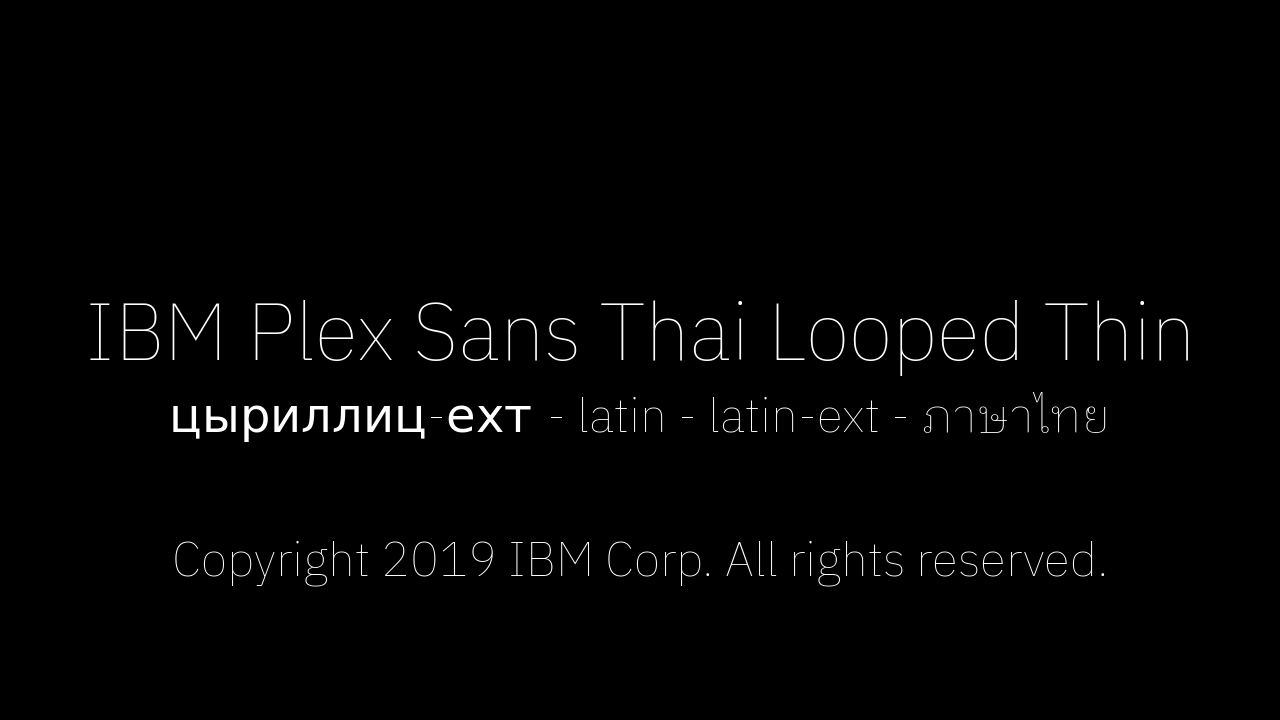 IBM Plex Sans Thai Looped Thin
цыриллиц-ехт - latin - latin-ext - ภาษาไทย
Copyright 2019 IBM Corp. All rights reserved.